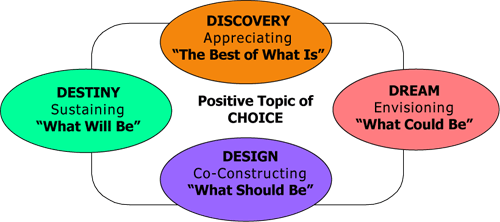 DISCOVERY
Appreciating
“The Best of What Is”
DESTINY
Sustaining
“What Will Be”
Positive Topic of
CHOICE
DREAM
Envisioning
“What Could Be”
DESIGN
Co-Constructing
“What Should Be”